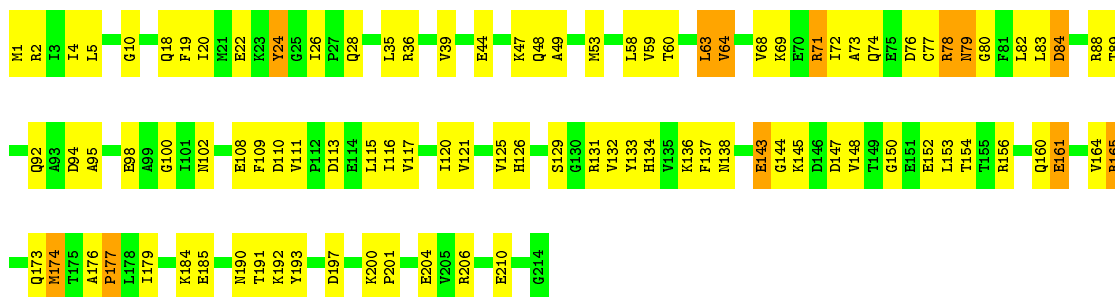 M1 R2 I3 I4 L5 G10 Q18 F19 I20 M21 E22 K23 Y24 G25 I26 P27 Q28 L35 R36 V39 E44 K47 Q48 A49 M53 L58 V59 T60 L63 V64 V68 K69 E70 R71 I72 A73 Q74 E75 D76 C77 R78 N79 G80 F81 L82 L83 D84 R88
Q92 A93 D94 A95 E98 A99 G100 I101 N102 E108 F109 D110 V111 P112 D113 E114 L115 I116 V117 I120 V121 V125 H126 S129 G130 R131 V132 Y133 H134 V135 K136 F137 N138 E143 G144 K145 D146 D147 V148 T149 G150 E151 E152 L153 T154 T155 R156 Q160 E161 V164
Q173 M174 T175 A176 P177 L178 I179 K184 E185 N190 T191 K192 Y193 D197 K200 P201 E204 V205 R206 E210 G214